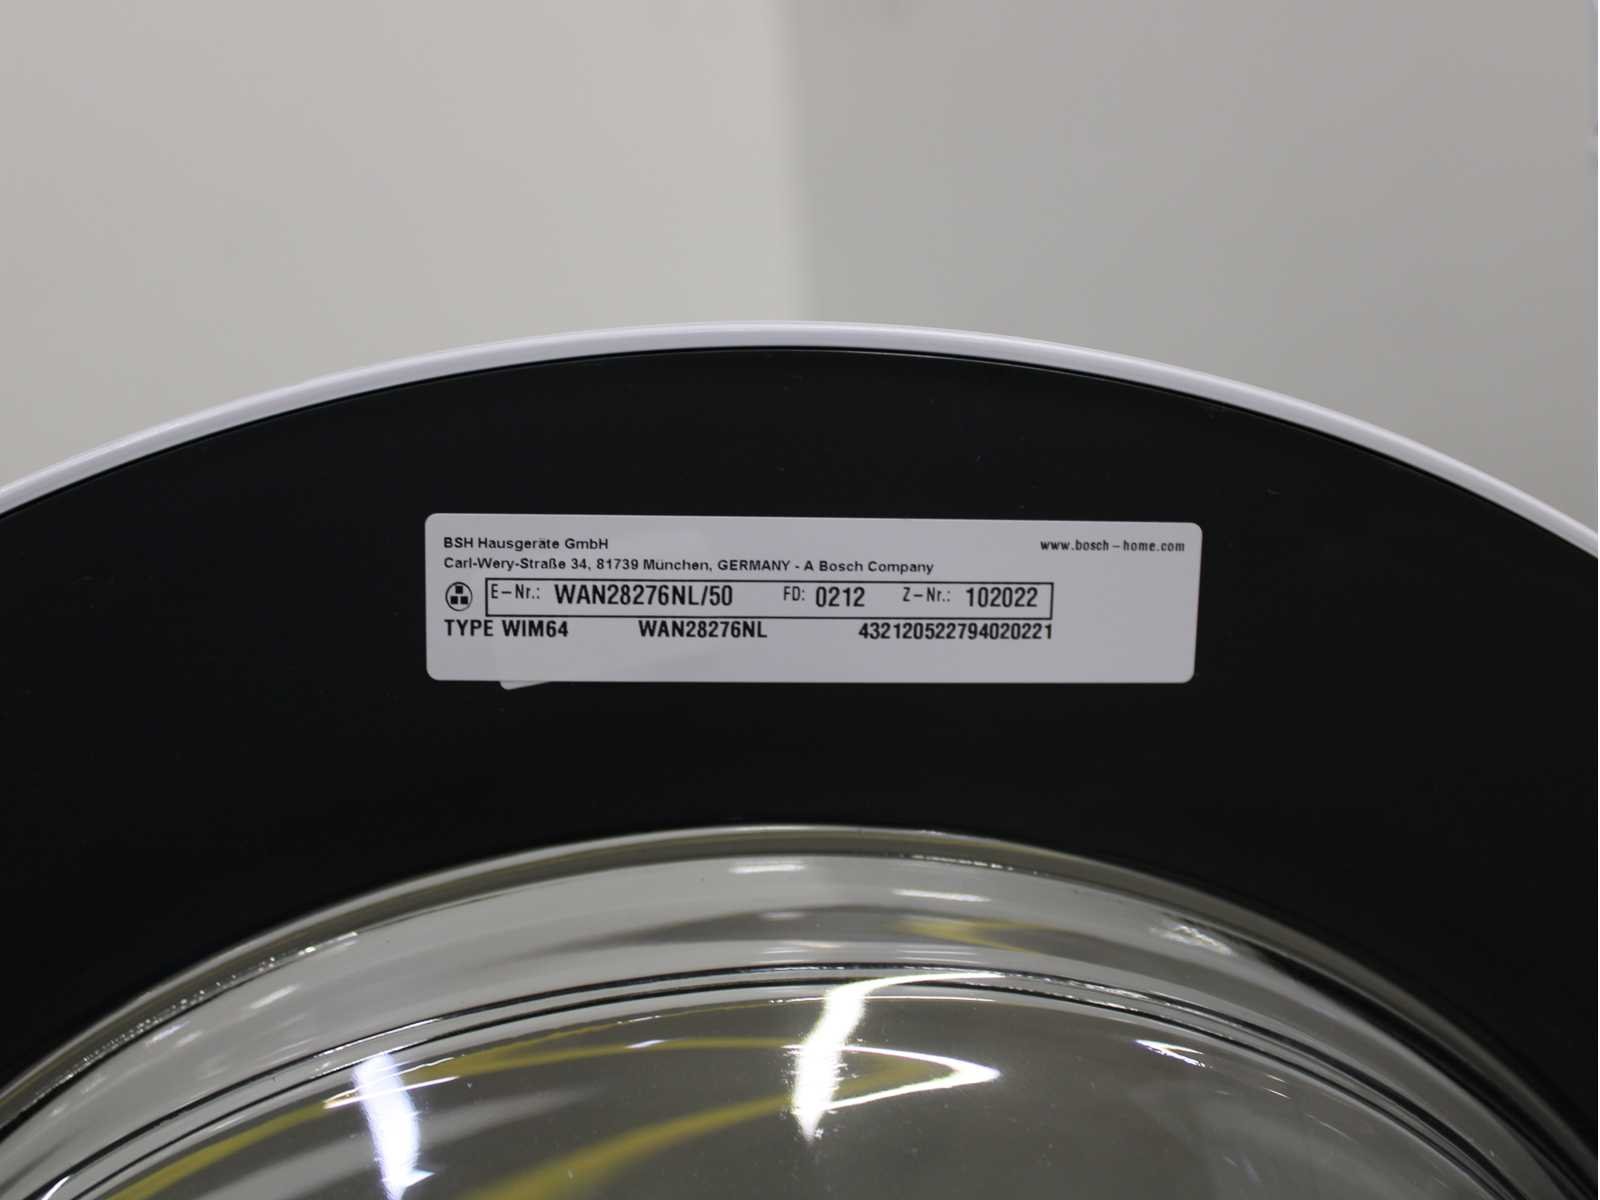 BSH Hausgeräte GmbH www.bosch-home.com
Carl-Wery-Straße 34, 81739 München, GERMANY - A Bosch Company
E-Nr.: WAN28276NL/50 FD: 0212 Z-Nr.: 102022
TYPE WIM64 WAN28276NL 432120522794020221